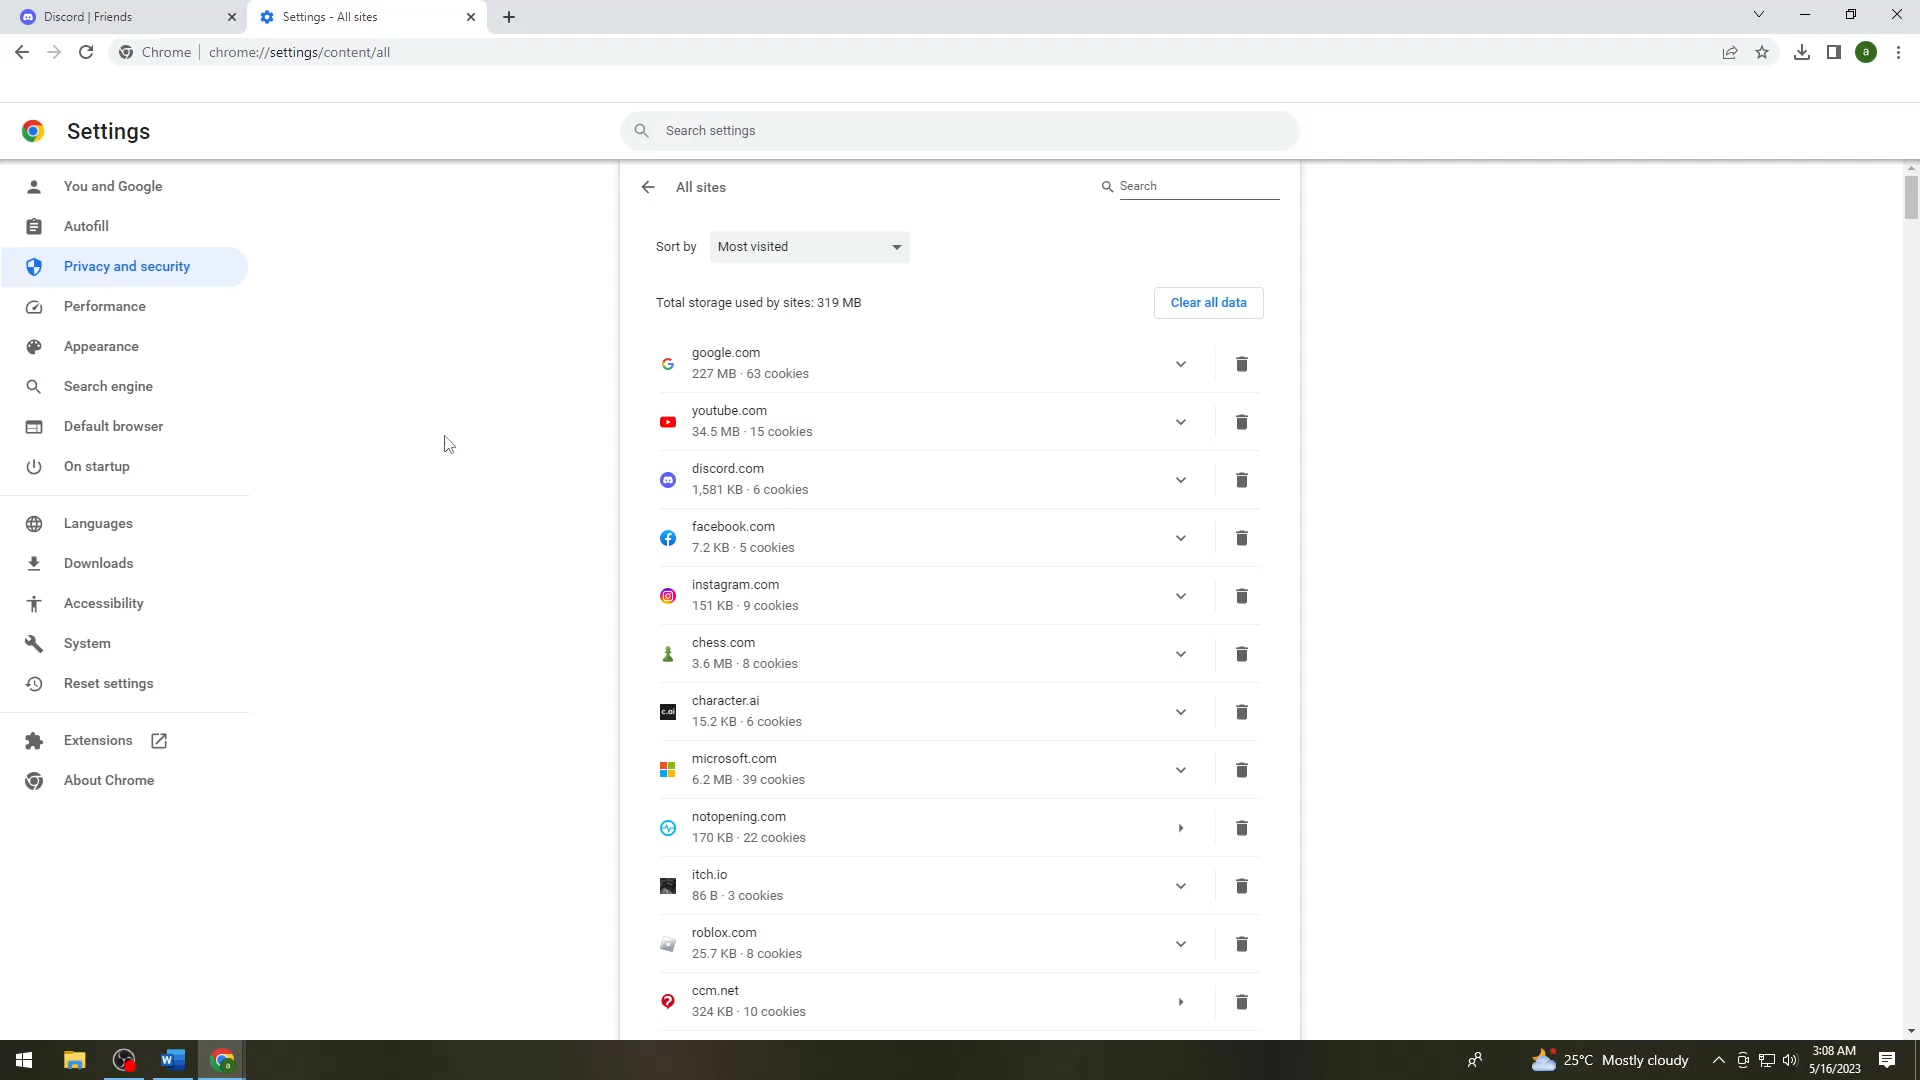 Discord | Friends
Settings - All sites
Chrome
chrome://settings/content/all
a
Settings
Search settings
You and Google
Autofill
Privacy and security
Performance
Appearance
Search engine
Default browser
On startup
Languages
Downloads
Accessibility
System
Reset settings
Extensions
About Chrome
All sites
Search
Sort by
Most visited
Total storage used by sites: 319 MB
Clear all data
google.com
227 MB · 63 cookies
youtube.com
34.5 MB · 15 cookies
discord.com
1,581 KB · 6 cookies
facebook.com
7.2 KB · 5 cookies
instagram.com
151 KB · 9 cookies
chess.com
3.6 MB · 8 cookies
c.ai
character.ai
15.2 KB · 6 cookies
microsoft.com
6.2 MB · 39 cookies
notopening.com
170 KB · 22 cookies
itch.io
86 B · 3 cookies
roblox.com
25.7 KB · 8 cookies
ccm.net
324 KB · 10 cookies
W
a
25°C Mostly cloudy
3:08 AM
5/16/2023